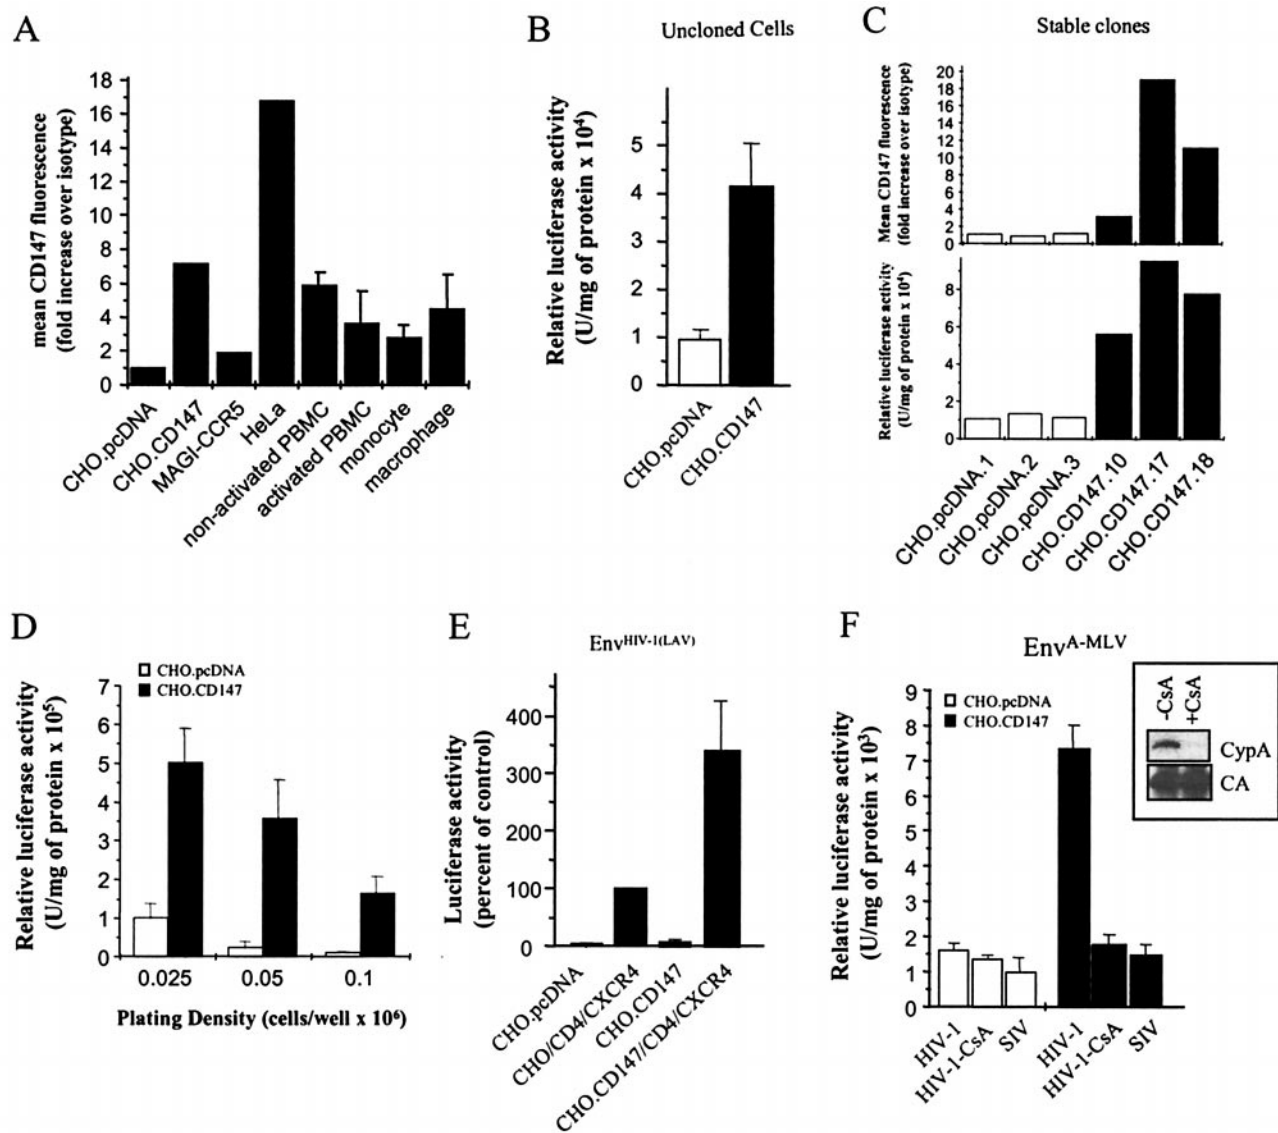 A
mean CD147 fluorescence
(fold increase over isotype)
18
16
14
12
10
8
6
4
2
0
CHO.pcDNA
CHO.CD147
MAGI-CCR5
HeLa
non-activated PBMC
activated PBMC
monocyte
macrophage
B
Uncloned Cells
Relative luciferase activity
(U/mg of protein x 10⁴)
5
4
3
2
1
0
CHO.pcDNA
CHO.CD147
C
Stable clones
Mean CD147 fluorescence
(fold increase over isotype)
20
18
16
14
12
10
8
6
4
2
0
Relative luciferase activity
(U/mg of protein x 10⁴)
8
6
4
2
0
CHO.pcDNA.1
CHO.pcDNA.2
CHO.pcDNA.3
CHO.CD147.10
CHO.CD147.17
CHO.CD147.18
D
CHO.pcDNA
CHO.CD147
Relative luciferase activity
(U/mg of protein x 10⁵)
7
6
5
4
3
2
1
0
0.025 0.05 0.1
Plating Density (cells/well x 10⁶)
E
Env^HIV-1(LAV)
Luciferase activity
(percent of control)
400
300
200
100
0
CHO.pcDNA
CHO/CD4/CXCR4
CHO.CD147
CHO.CD147/CD4/CXCR4
F
Env^A-MLV
CHO.pcDNA
CHO.CD147
Relative luciferase activity
(U/mg of protein x 10³)
9
8
7
6
5
4
3
2
1
0
HIV-1
HIV-1-CsA
SIV
HIV-1
HIV-1-CsA
SIV
-CsA
+CsA
CypA
CA